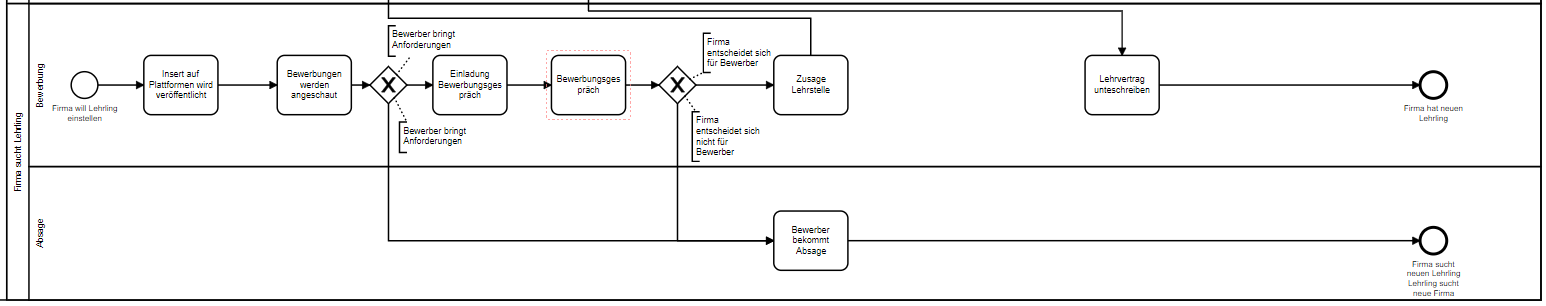 Firma sucht Lehrling
Bewerbung
Firma will Lehrling
einstellen
Insert auf
Plattformen wird
veröffentlicht
Bewerbungen
werden
angeschaut
Bewerber bringt
Anforderungen
Bewerber bringt
Anforderungen
Einladung
Bewerbungsges
präch
Bewerbungsges
präch
Firma
entscheidet sich
für Bewerber
Firma
entscheidet sich
nicht für
Bewerber
Zusage
Lehrstelle
Lehrvertrag
unteschreiben
Firma hat neuen
Lehrling
Absage
Bewerber
bekommt
Absage
Firma sucht
neuen Lehrling
Lehrling sucht
neue Firma